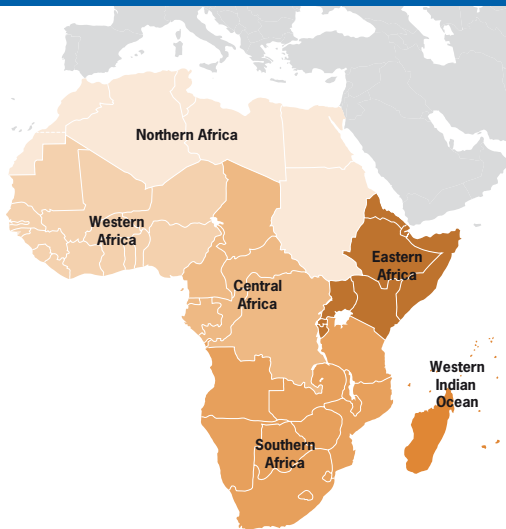 Northern Africa
Western
Africa
Eastern
Africa
Central
Africa
Western
Indian
Ocean
Southern
Africa